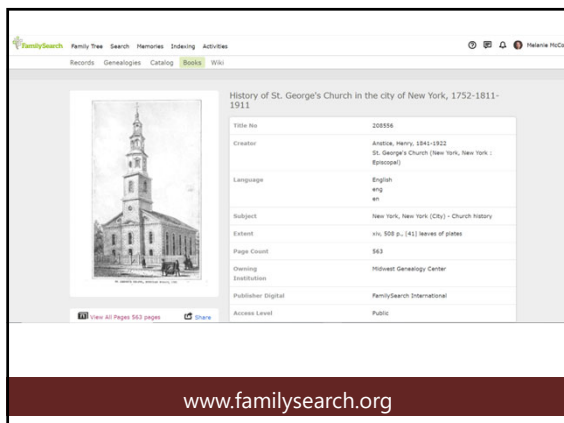 FamilySearch Family Tree Search Memories Indexing Activities Melanie McCo
Records Genealogies Catalog Books Wiki
History of St. George's Church in the city of New York, 1752-1811-
1911
Title No 208556
Creator Anstice, Henry, 1841-1922
St. George's Church (New York, New York :
Episcopal)
Language English
eng
en
Subject New York, New York (City) - Church history
Extent xiv, 508 p., [41] leaves of plates
Page Count 563
Owning Midwest Genealogy Center
Institution
Publisher Digital FamilySearch International
Access Level Public
View All Pages 563 pages Share
www.familysearch.org